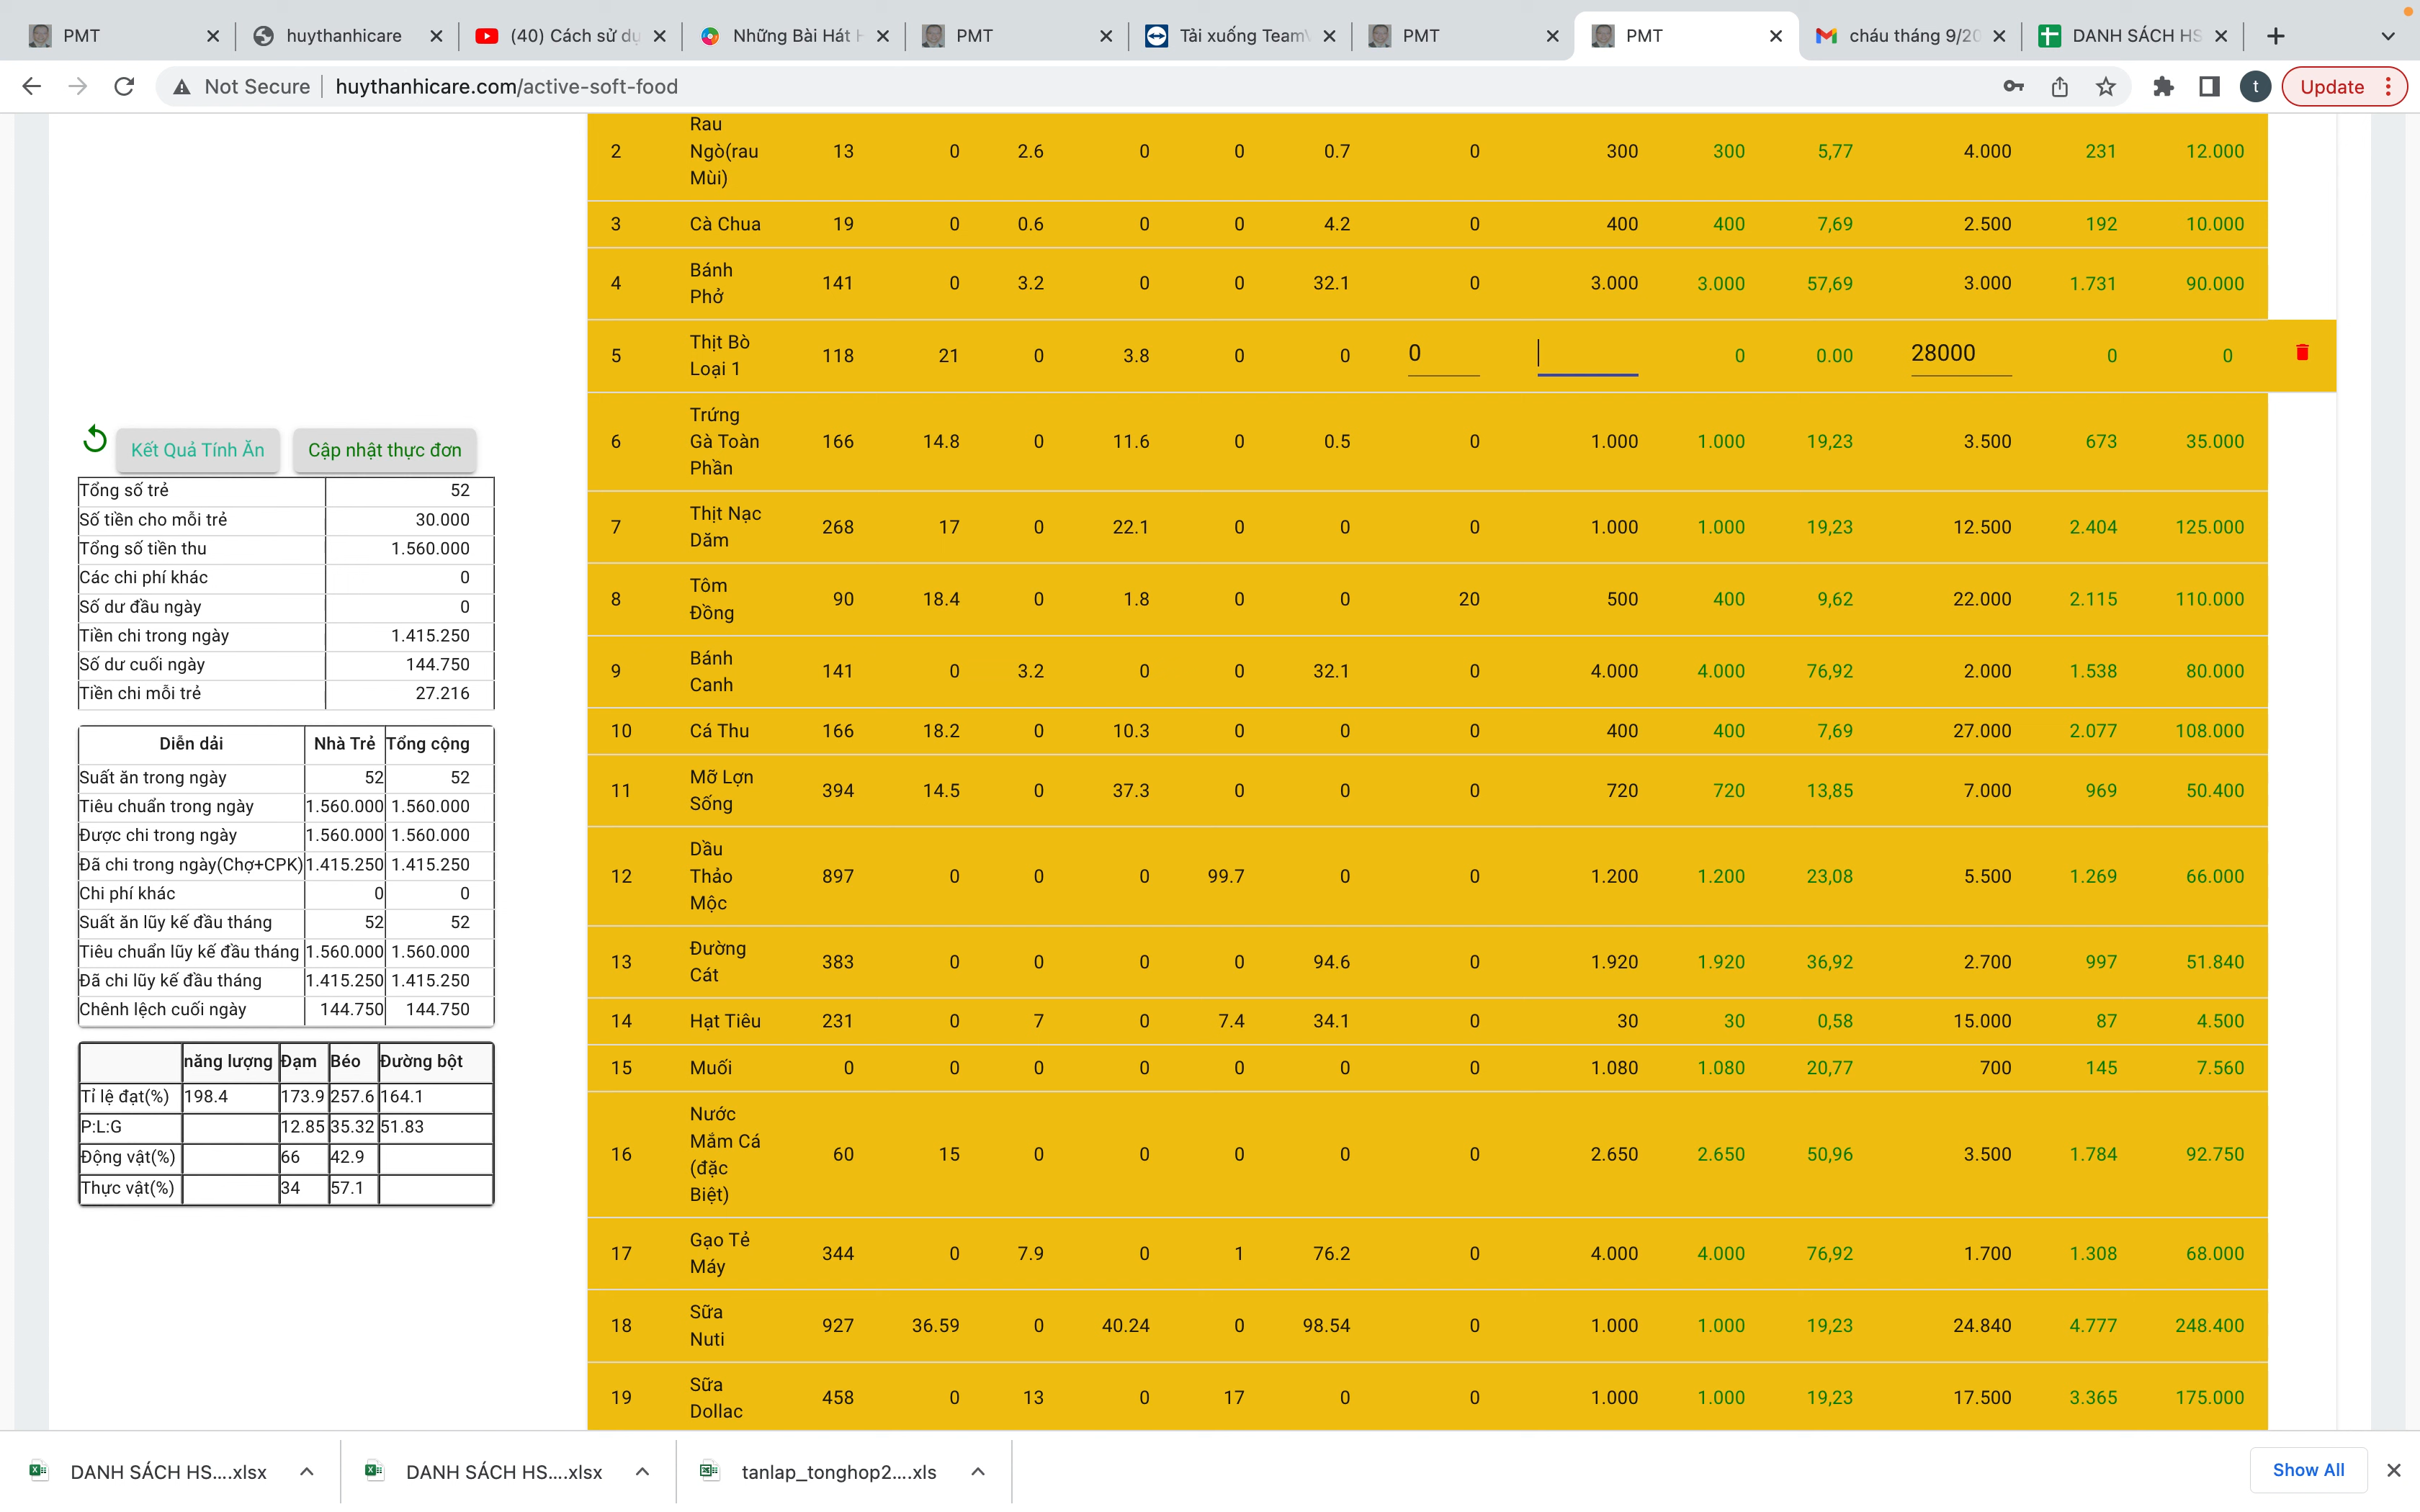 PMT
huythanhicare
(40) Cách sử dụ
Những Bài Hát H
PMT
Tải xuống TeamV
PMT
PMT
cháu tháng 9/20
DANH SÁCH HS
Not Secure
huythanhicare.com/active-soft-food
t
Update
2 Rau Ngò(rau Mùi) 13 0 2.6 0 0 0.7 0 300 300 5,77 4.000 231 12.000
3 Cà Chua 19 0 0.6 0 0 4.2 0 400 400 7,69 2.500 192 10.000
4 Bánh Phở 141 0 3.2 0 0 32.1 0 3.000 3.000 57,69 3.000 1.731 90.000
5 Thịt Bò Loại 1 118 21 0 3.8 0 0 0 0 0.00 28000 0 0
6 Trứng Gà Toàn Phần 166 14.8 0 11.6 0 0.5 0 1.000 1.000 19,23 3.500 673 35.000
7 Thịt Nạc Dăm 268 17 0 22.1 0 0 0 1.000 1.000 19,23 12.500 2.404 125.000
8 Tôm Đồng 90 18.4 0 1.8 0 0 20 500 400 9,62 22.000 2.115 110.000
9 Bánh Canh 141 0 3.2 0 0 32.1 0 4.000 4.000 76,92 2.000 1.538 80.000
10 Cá Thu 166 18.2 0 10.3 0 0 0 400 400 7,69 27.000 2.077 108.000
11 Mỡ Lợn Sống 394 14.5 0 37.3 0 0 0 720 720 13,85 7.000 969 50.400
12 Dầu Thảo Mộc 897 0 0 0 99.7 0 0 1.200 1.200 23,08 5.500 1.269 66.000
13 Đường Cát 383 0 0 0 0 94.6 0 1.920 1.920 36,92 2.700 997 51.840
14 Hạt Tiêu 231 0 7 0 7.4 34.1 0 30 30 0,58 15.000 87 4.500
15 Muối 0 0 0 0 0 0 0 1.080 1.080 20,77 700 145 7.560
16 Nước Mắm Cá (đặc Biệt) 60 15 0 0 0 0 0 2.650 2.650 50,96 3.500 1.784 92.750
17 Gạo Tẻ Máy 344 0 7.9 0 1 76.2 0 4.000 4.000 76,92 1.700 1.308 68.000
18 Sữa Nuti 927 36.59 0 40.24 0 98.54 0 1.000 1.000 19,23 24.840 4.777 248.400
19 Sữa Dollac 458 0 13 0 17 0 0 1.000 1.000 19,23 17.500 3.365 175.000
Kết Quả Tính Ăn
Cập nhật thực đơn
Tổng số trẻ 52
Số tiền cho mỗi trẻ 30.000
Tổng số tiền thu 1.560.000
Các chi phí khác 0
Số dư đầu ngày 0
Tiền chi trong ngày 1.415.250
Số dư cuối ngày 144.750
Tiền chi mỗi trẻ 27.216
Diễn dải Nhà Trẻ Tổng cộng
Suất ăn trong ngày 52 52
Tiêu chuẩn trong ngày 1.560.000 1.560.000
Được chi trong ngày 1.560.000 1.560.000
Đã chi trong ngày(Chợ+CPK) 1.415.250 1.415.250
Chi phí khác 0 0
Suất ăn lũy kế đầu tháng 52 52
Tiêu chuẩn lũy kế đầu tháng 1.560.000 1.560.000
Đã chi lũy kế đầu tháng 1.415.250 1.415.250
Chênh lệch cuối ngày 144.750 144.750
năng lượng Đạm Béo Đường bột
Tỉ lệ đạt(%) 198.4 173.9 257.6 164.1
P:L:G 12.85 35.32 51.83
Động vật(%) 66 42.9
Thực vật(%) 34 57.1
DANH SÁCH HS....xlsx
DANH SÁCH HS....xlsx
tanlap_tonghop2....xls
Show All